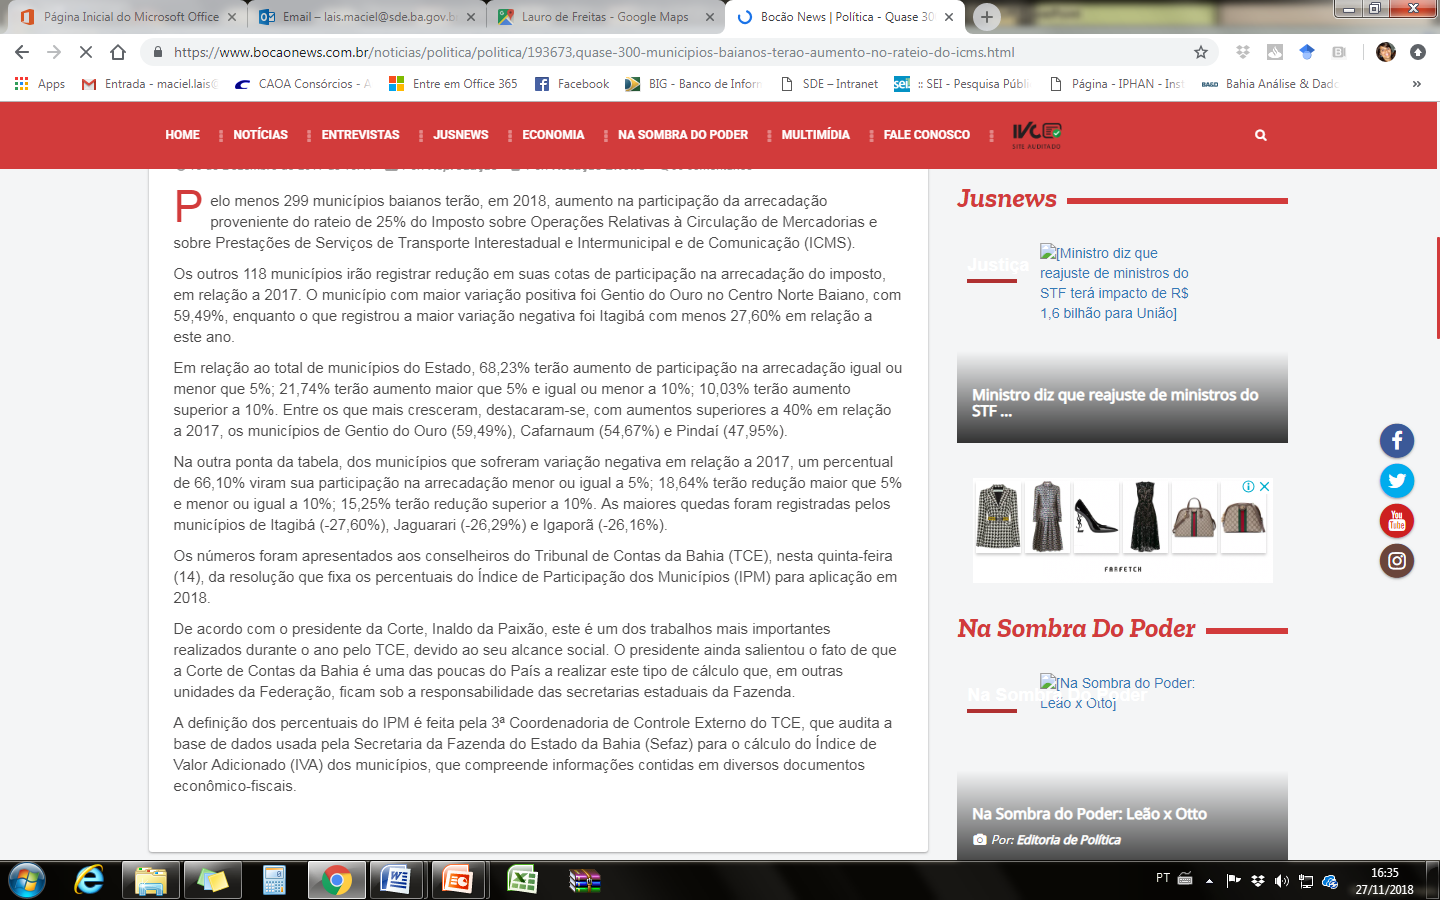 Página Inicial do Microsoft Office
Email – lais.maciel@sde.ba.gov.b
Lauro de Freitas - Google Maps
Bocão News | Política - Quase 30
https://www.bocaonews.com.br/noticias/politica/politica/193673,quase-300-municipios-baianos-terao-aumento-no-rateio-do-icms.html
Apps
Entrada - maciel.lais@
CAOA Consórcios - A
Entre em Office 365
Facebook
BIG - Banco de Inform
SDE – Intranet
:: SEI - Pesquisa Públi
Página - IPHAN - Inst
Bahia Análise & Dado
»
HOME
NOTÍCIAS
ENTREVISTAS
JUSNEWS
ECONOMIA
NA SOMBRA DO PODER
MULTIMÍDIA
FALE CONOSCO
IVC
SITE AUDITADO
Pelo menos 299 municípios baianos terão, em 2018, aumento na participação da arrecadação
proveniente do rateio de 25% do Imposto sobre Operações Relativas à Circulação de Mercadorias e
sobre Prestações de Serviços de Transporte Interestadual e Intermunicipal e de Comunicação (ICMS).
Os outros 118 municípios irão registrar redução em suas cotas de participação na arrecadação do imposto,
em relação a 2017. O município com maior variação positiva foi Gentio do Ouro no Centro Norte Baiano, com
59,49%, enquanto o que registrou a maior variação negativa foi Itagibá com menos 27,60% em relação a
este ano.
Em relação ao total de municípios do Estado, 68,23% terão aumento de participação na arrecadação igual ou
menor que 5%; 21,74% terão aumento maior que 5% e igual ou menor a 10%; 10,03% terão aumento
superior a 10%. Entre os que mais cresceram, destacaram-se, com aumentos superiores a 40% em relação
a 2017, os municípios de Gentio do Ouro (59,49%), Cafarnaum (54,67%) e Pindaí (47,95%).
Na outra ponta da tabela, dos municípios que sofreram variação negativa em relação a 2017, um percentual
de 66,10% viram sua participação na arrecadação menor ou igual a 5%; 18,64% terão redução maior que 5%
e menor ou igual a 10%; 15,25% terão redução superior a 10%. As maiores quedas foram registradas pelos
municípios de Itagibá (-27,60%), Jaguarari (-26,29%) e Igaporã (-26,16%).
Os números foram apresentados aos conselheiros do Tribunal de Contas da Bahia (TCE), nesta quinta-feira
(14), da resolução que fixa os percentuais do Índice de Participação dos Municípios (IPM) para aplicação em
2018.
De acordo com o presidente da Corte, Inaldo da Paixão, este é um dos trabalhos mais importantes
realizados durante o ano pelo TCE, devido ao seu alcance social. O presidente ainda salientou o fato de que
a Corte de Contas da Bahia é uma das poucas do País a realizar este tipo de cálculo que, em outras
unidades da Federação, ficam sob a responsabilidade das secretarias estaduais da Fazenda.
A definição dos percentuais do IPM é feita pela 3ª Coordenadoria de Controle Externo do TCE, que audita a
base de dados usada pela Secretaria da Fazenda do Estado da Bahia (Sefaz) para o cálculo do Índice de
Valor Adicionado (IVA) dos municípios, que compreende informações contidas em diversos documentos
econômico-fiscais.
Jusnews
Justiça
[Ministro diz que
reajuste de ministros do
STF terá impacto de R$
1,6 bilhão para União]
Ministro diz que reajuste de ministros do
STF ...
FARFETCH
You
Tube
Na Sombra Do Poder
Na Sombra Do Poder
[Na Sombra do Poder:
Leão x Otto]
Na Sombra do Poder: Leão x Otto
Por: Editoria de Política
PT
16:35
27/11/2018